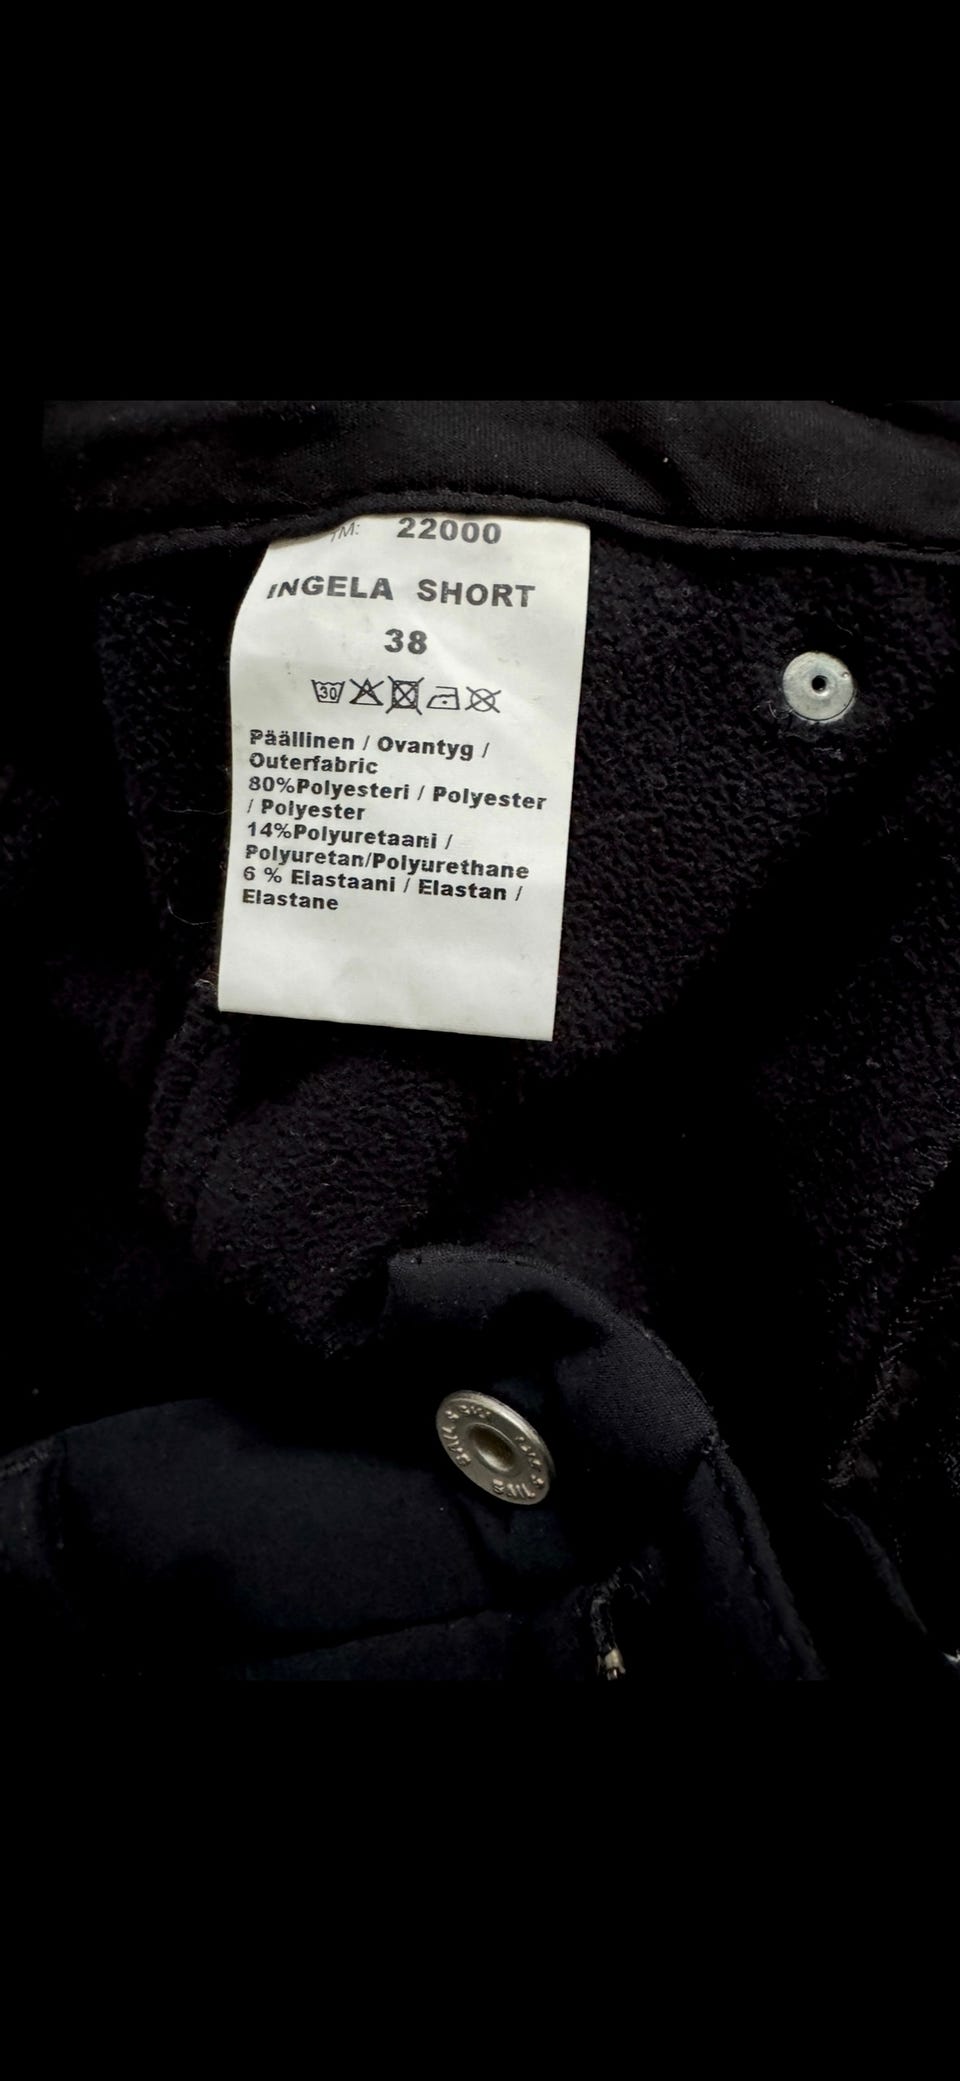 22000
INGELA SHORT
38
30
Päällinen / Ovantyg /
Outerfabric
80%Polyesteri / Polyester
/ Polyester
14%Polyuretaani /
Polyuretan/Polyurethane
6 % Elastaani / Elastan /
Elastane